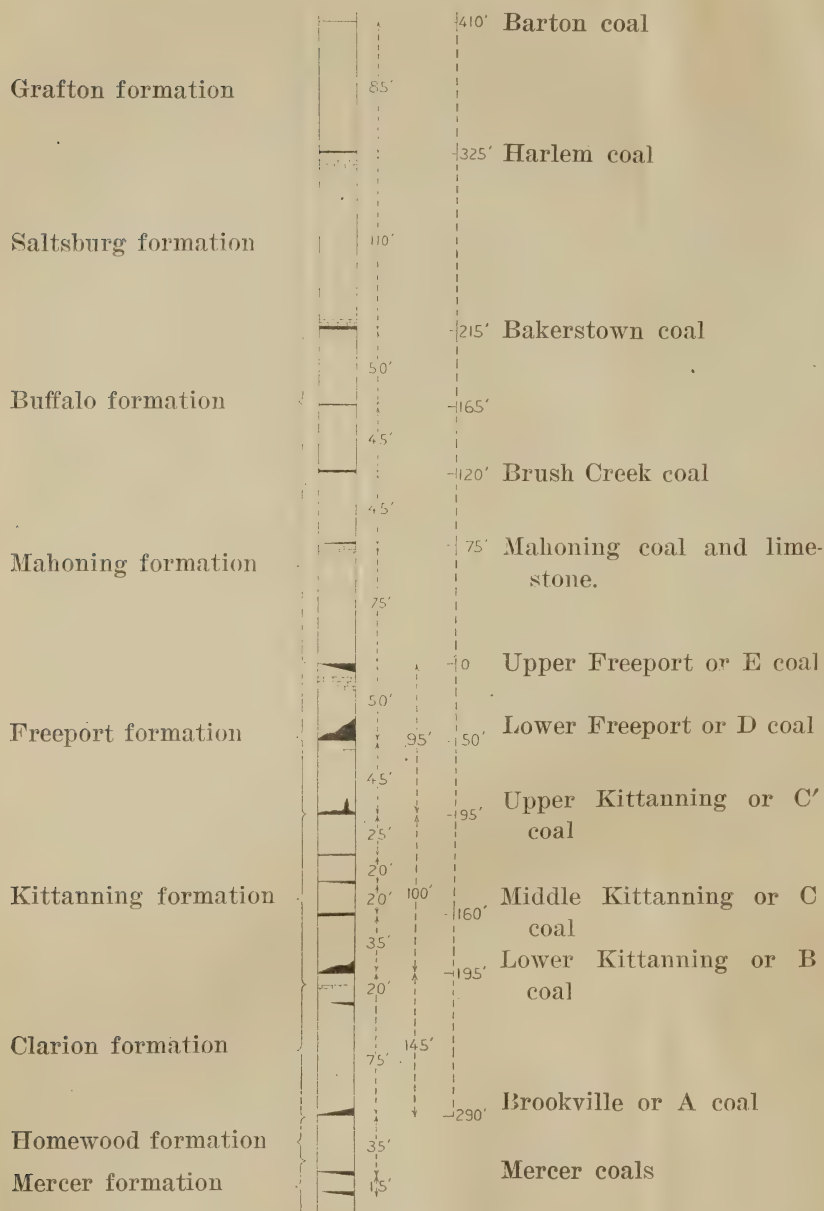 410' Barton coal
Grafton formation 85'
325' Harlem coal
Saltsburg formation 110'
215' Bakerstown coal
50'
Buffalo formation 165'
45'
120' Brush Creek coal
45'
75' Mahoning coal and lime-
Mahoning formation stone.
75'
0 Upper Freeport or E coal
50'
Freeport formation 95' 50' Lower Freeport or D coal
45'
Upper Kittanning or C'
95' coal
25'
20'
Kittanning formation 20' 100' Middle Kittanning or C
160' coal
35'
Lower Kittanning or B
195' coal
20'
Clarion formation 145'
75'
Brookville or A coal
290'
Homewood formation 35'
Mercer coals
Mercer formation 15'